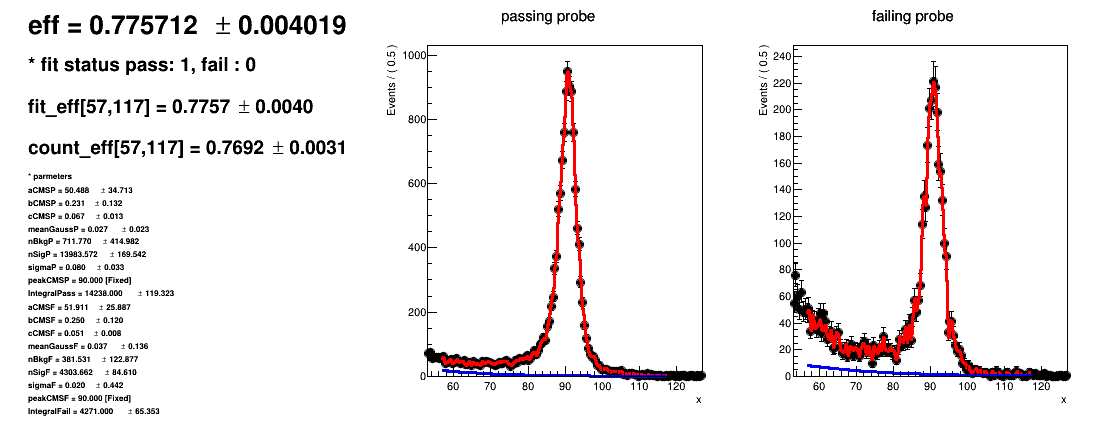 eff = 0.775712 ± 0.004019
* fit status pass: 1, fail : 0
fit_eff[57,117] = 0.7757 ± 0.0040
count_eff[57,117] = 0.7692 ± 0.0031
* parmeters
aCMSP = 50.488 ± 34.713
bCMSP = 0.231 ± 0.132
cCMSP = 0.067 ± 0.013
meanGaussP = 0.027 ± 0.023
nBkgP = 711.770 ± 414.982
nSigP = 13983.572 ± 169.542
sigmaP = 0.080 ± 0.033
peakCMSP = 90.000 [Fixed]
IntegralPass = 14238.000 ± 119.323
aCMSF = 51.911 ± 25.887
bCMSF = 0.250 ± 0.120
cCMSF = 0.051 ± 0.008
meanGaussF = 0.037 ± 0.136
nBkgF = 381.531 ± 122.877
nSigF = 4303.662 ± 84.610
sigmaF = 0.020 ± 0.442
peakCMSF = 90.000 [Fixed]
IntegralFail = 4271.000 ± 65.353
passing probe
Events / ( 0.5 )
1000
800
600
400
200
0
60 70 80 90 100 110 120
x
failing probe
Events / ( 0.5 )
240
220
200
180
160
140
120
100
80
60
40
20
0
60 70 80 90 100 110 120
x